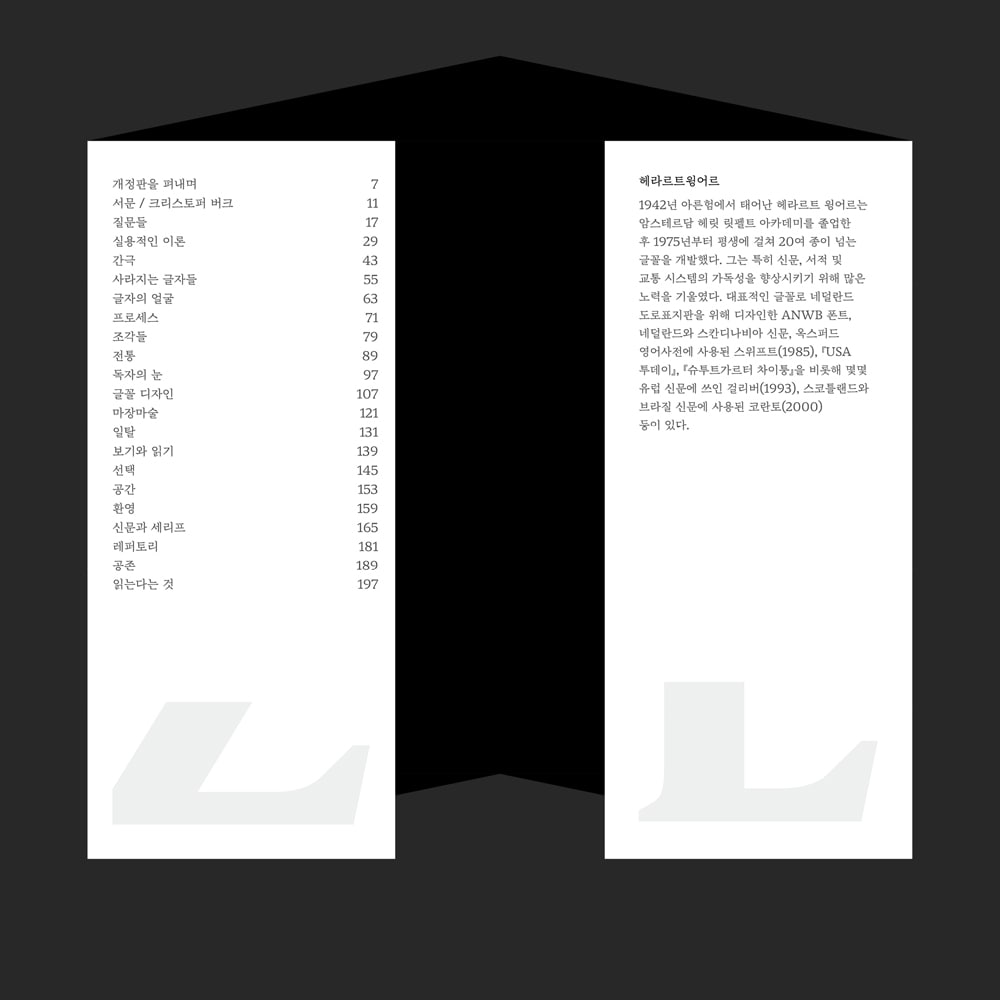 개정판을 펴내며 7
서문 / 크리스토퍼 버크 11
질문들 17
실용적인 이론 29
간극 43
사라지는 글자들 55
글자의 얼굴 63
프로세스 71
조각들 79
전통 89
독자의 눈 97
글꼴 디자인 107
마장마술 121
일탈 131
보기와 읽기 139
선택 145
공간 153
환영 159
신문과 세리프 165
레퍼토리 181
공존 189
읽는다는 것 197
헤라르트윙어르
1942년 아른험에서 태어난 헤라르트 윙어르는
암스테르담 헤릿 릿펠트 아카데미를 졸업한
후 1975년부터 평생에 걸쳐 20여 종이 넘는
글꼴을 개발했다. 그는 특히 신문, 서적 및
교통 시스템의 가독성을 향상시키기 위해 많은
노력을 기울였다. 대표적인 글꼴로 네덜란드
도로표지판을 위해 디자인한 ANWB 폰트,
네덜란드와 스칸디나비아 신문, 옥스퍼드
영어사전에 사용된 스위프트(1985), 『USA
투데이』, 『슈투트가르터 차이퉁』을 비롯해 몇몇
유럽 신문에 쓰인 걸리버(1993), 스코틀랜드와
브라질 신문에 사용된 코란토(2000)
등이 있다.